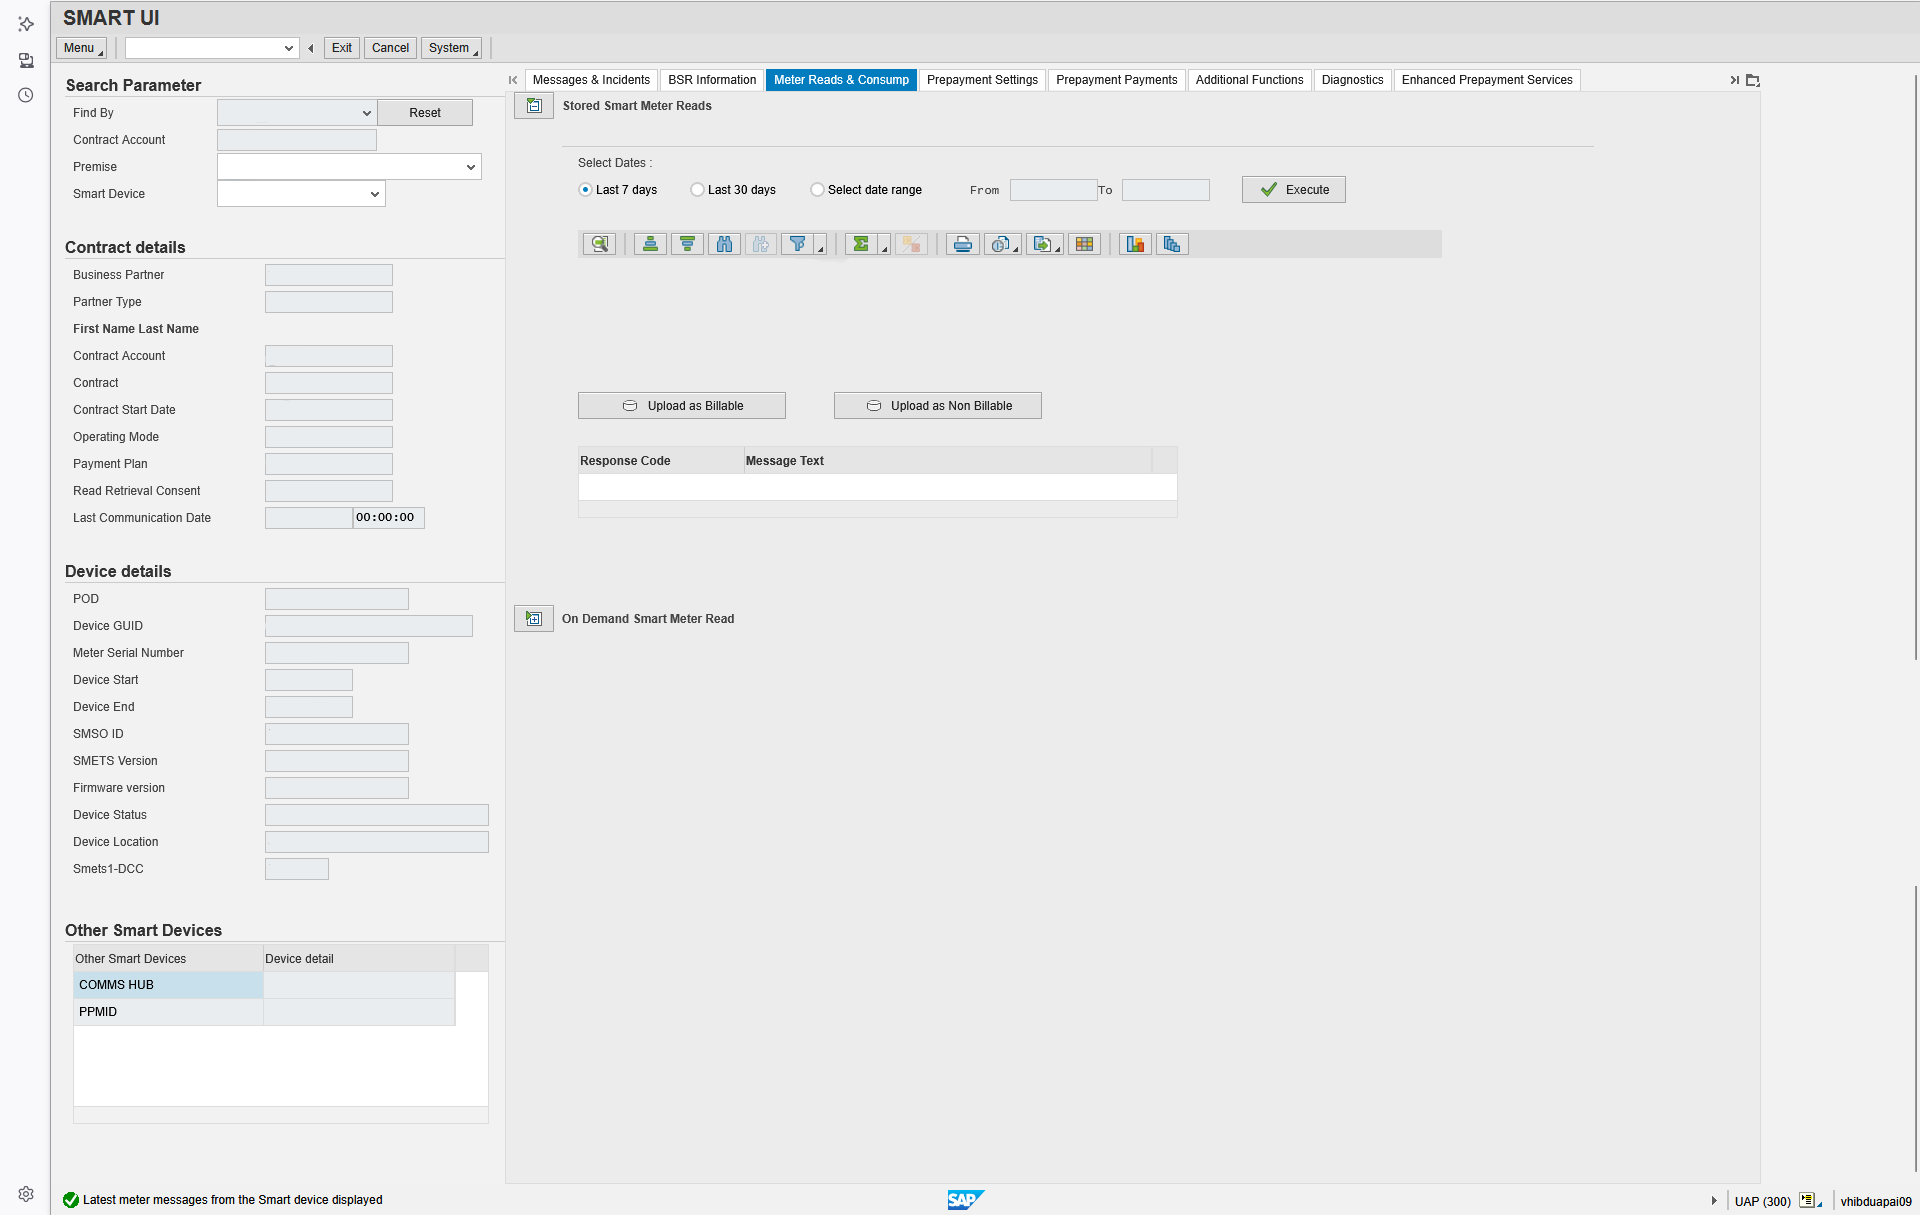 SMART UI
Menu
Exit
Cancel
System
Search Parameter
Find By
Reset
Contract Account
Premise
Smart Device
Contract details
Business Partner
Partner Type
First Name Last Name
Contract Account
Contract
Contract Start Date
Operating Mode
Payment Plan
Read Retrieval Consent
Last Communication Date 00:00:00
Device details
POD
Device GUID
Meter Serial Number
Device Start
Device End
SMSO ID
SMETS Version
Firmware version
Device Status
Device Location
Smets1-DCC
Other Smart Devices
Other Smart Devices Device detail
COMMS HUB
PPMID
Messages & Incidents BSR Information Meter Reads & Consump Prepayment Settings Prepayment Payments Additional Functions Diagnostics Enhanced Prepayment Services
Stored Smart Meter Reads
Select Dates :
Last 7 days Last 30 days Select date range From To Execute
Upload as Billable Upload as Non Billable
Response Code Message Text
On Demand Smart Meter Read
Latest meter messages from the Smart device displayed
SAP
UAP (300) vhibduapai09